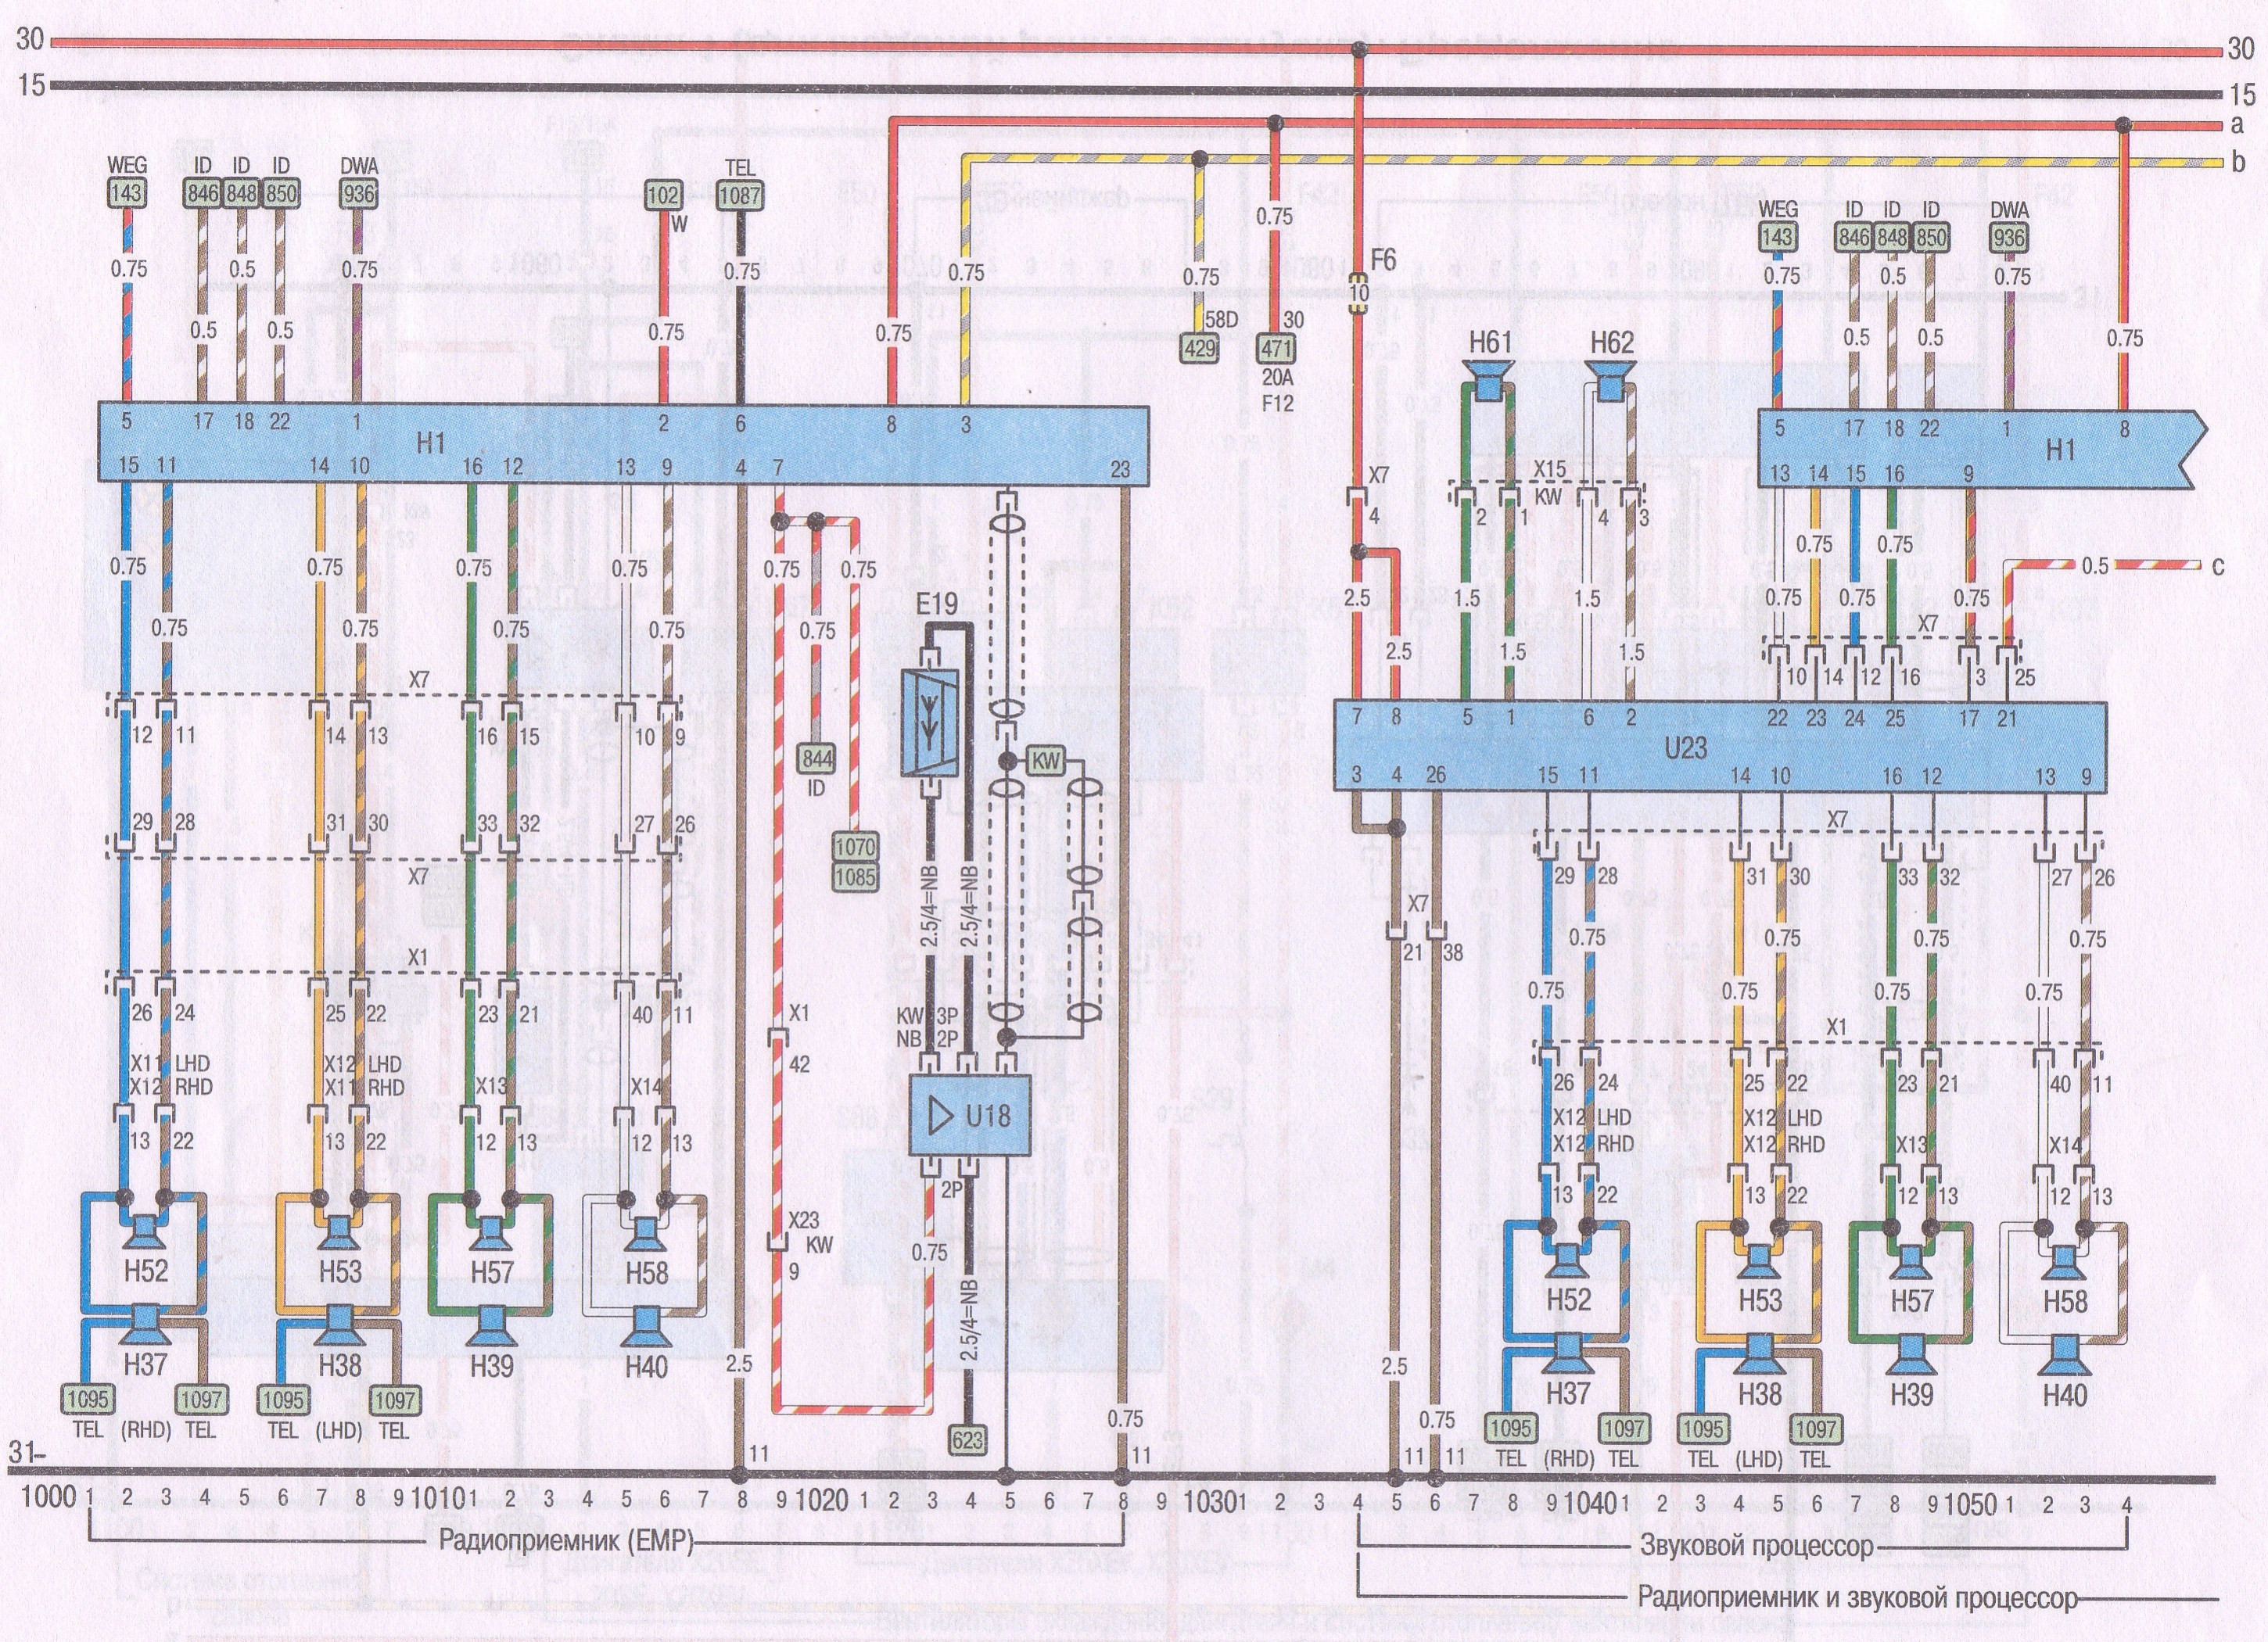 30 30
15 15
a
b
WEG ID ID ID DWA TEL
143 846 848 850 936 102 1087
W
WEG ID ID ID DWA
143 846 848 850 936
0.75 0.5 0.75 0.75 0.75 0.75 0.75 0.75 0.5 0.75
0.5 0.5 0.75 0.75 0.5 0.5 0.75
F6
10
58D 30
429 471
20A
F12
H61 H62
5 17 18 22 1 2 6 8 3
H1
15 11 14 10 16 12 13 9 4 7 23
5 17 18 22 1 8
H1
13 14 15 16 9
X7
4
X15
KW
2 1 4 3
0.75 0.75 0.75 0.75 0.75 0.75
0.75 0.75 0.75 0.75 0.75
0.75 0.75
0.5 c
2.5 1.5 1.5 0.75 0.75 0.75
2.5 1.5 1.5
X7
10 14 12 16 3 25
E19
X7
12 11 14 13 16 15 10 9
7 8 5 1 6 2 22 23 24 25 17 21
U23
3 4 26 15 11 14 10 16 12 13 9
844
ID
KW
29 28 31 30 33 32 27 26
X7
1070
1085
X7
29 28 31 30 33 32 27 26
X7
21 38
2.5/4=NB 2.5/4=NB
0.75 0.75 0.75 0.75
0.75 0.75 0.75 0.75
X1
26 24 25 22 23 21 40 11
X1
42
KW 3P
NB 2P
X1
26 24 25 22 23 21 40 11
X11 LHD X12 LHD
X12 RHD X11 RHD X13 X14
13 22 13 22 12 13 12 13
U18
2P
X12 LHD X12 LHD
X12 RHD X12 RHD X13 X14
13 22 13 22 12 13 12 13
X23
KW
9
0.75
2.5/4=NB
H52 H53 H57 H58
H37 H38 H39 H40
H52 H53 H57 H58
H37 H38 H39 H40
2.5 0.75 2.5 0.75
1095 1097 1095 1097
TEL (RHD) TEL TEL (LHD) TEL
623
1095 1097 1095 1097
TEL (RHD) TEL TEL (LHD) TEL
31 11 11 11 11
1000 1 2 3 4 5 6 7 8 9 1010 1 2 3 4 5 6 7 8 9 1020 1 2 3 4 5 6 7 8 9 1030 1 2 3 4 5 6 7 8 9 1040 1 2 3 4 5 6 7 8 9 1050 1 2 3 4
Радиоприемник (EMP)
Звуковой процессор
Радиоприемник и звуковой процессор